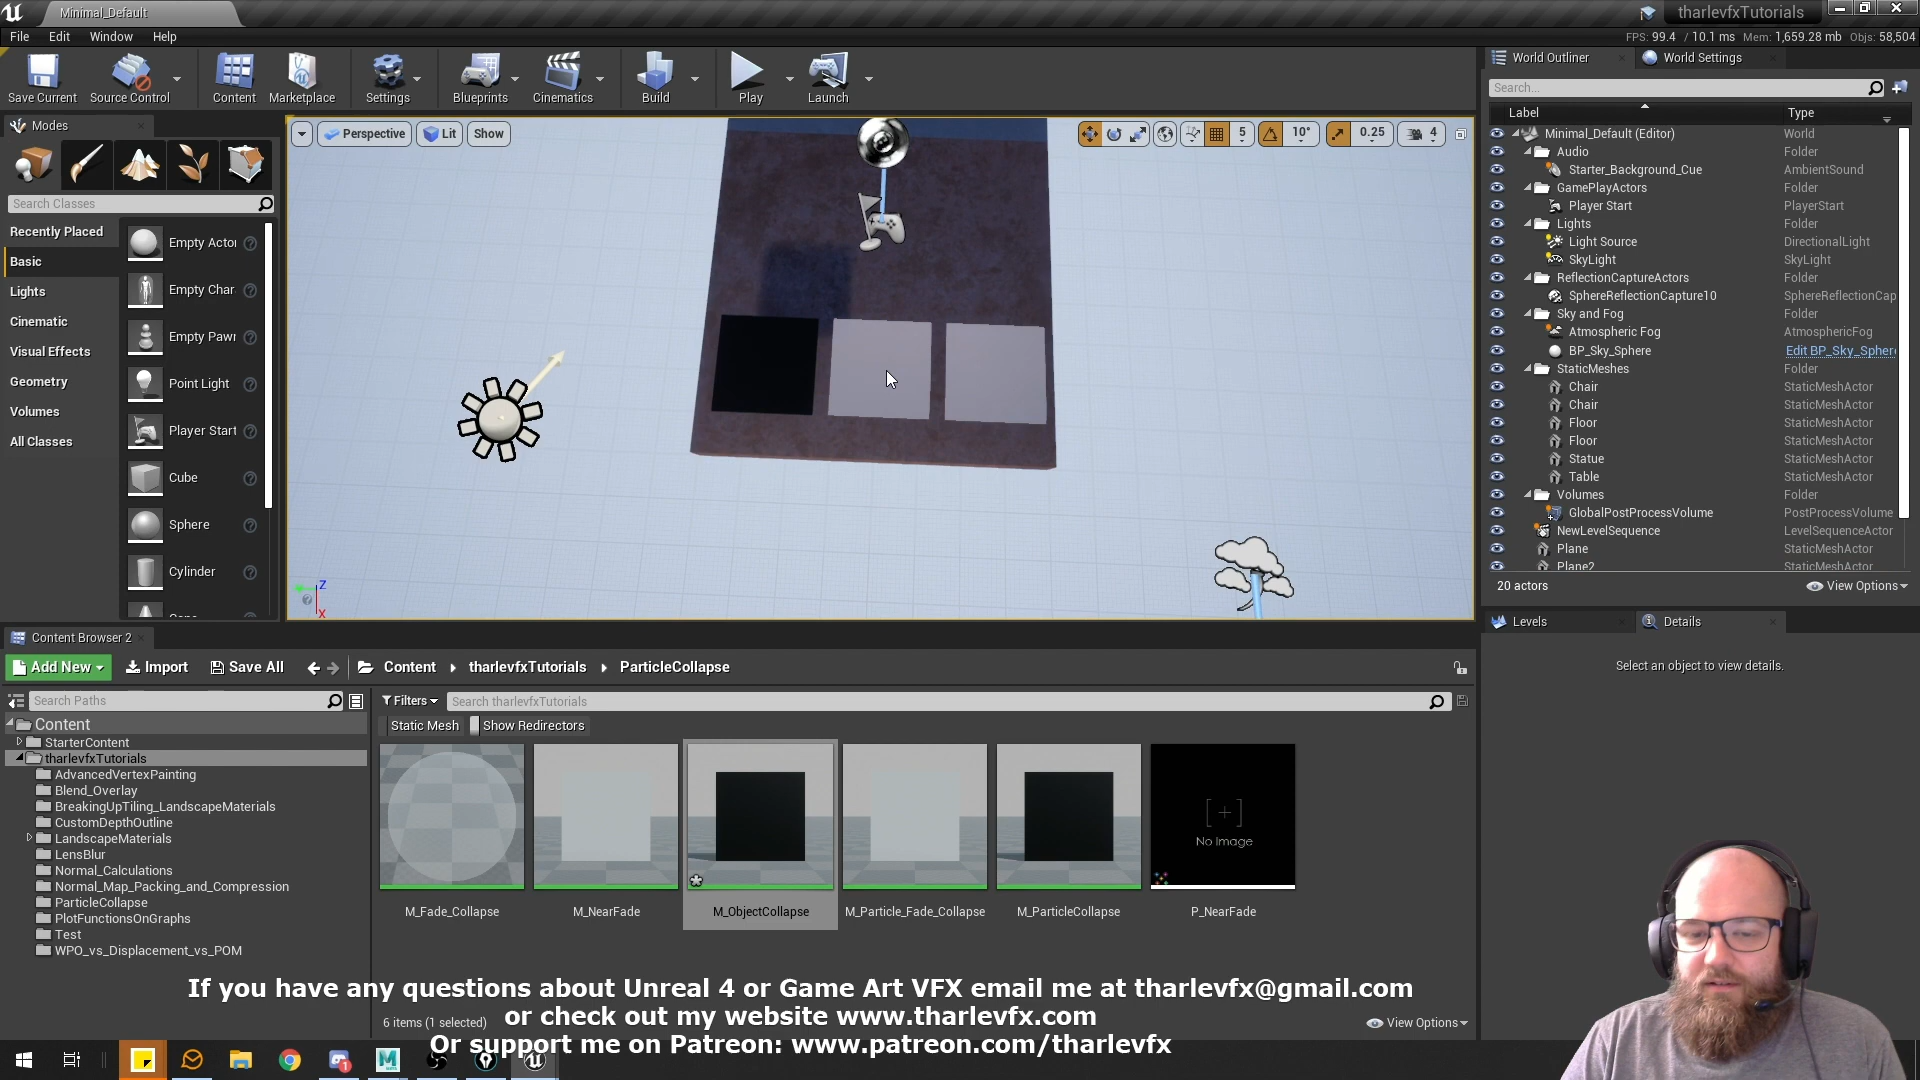 Minimal_Default
tharlevfxTutorials
File Edit Window Help
FPS: 99.4 / 10.1 ms Mem: 1,659.28 mb Objs: 58,504
Save Current Source Control Content Marketplace Settings Blueprints Cinematics Build Play Launch
Modes
Search Classes
Recently Placed
Basic
Lights
Cinematic
Visual Effects
Geometry
Volumes
All Classes
Empty Actor
Empty Char
Empty Pawn
Point Light
Player Start
Cube
Sphere
Cylinder
Perspective Lit Show
5 10° 0.25 4
Z
X
World Outliner World Settings
Search...
Label Type
Minimal_Default (Editor) World
Audio Folder
Starter_Background_Cue AmbientSound
GamePlayActors Folder
Player Start PlayerStart
Lights Folder
Light Source DirectionalLight
SkyLight SkyLight
ReflectionCaptureActors Folder
SphereReflectionCapture10 SphereReflectionCap
Sky and Fog Folder
Atmospheric Fog AtmosphericFog
BP_Sky_Sphere Edit BP_Sky_Sphere
StaticMeshes Folder
Chair StaticMeshActor
Chair StaticMeshActor
Floor StaticMeshActor
Floor StaticMeshActor
Statue StaticMeshActor
Table StaticMeshActor
Volumes Folder
GlobalPostProcessVolume PostProcessVolume
NewLevelSequence LevelSequenceActor
Plane StaticMeshActor
Plane2 StaticMeshActor
20 actors View Options
Levels Details
Select an object to view details.
Content Browser 2
Add New Import Save All Content tharlevfxTutorials ParticleCollapse
Search Paths
Content
StarterContent
tharlevfxTutorials
AdvancedVertexPainting
Blend_Overlay
BreakingUpTiling_LandscapeMaterials
CustomDepthOutline
LandscapeMaterials
LensBlur
Normal_Calculations
Normal_Map_Packing_and_Compression
ParticleCollapse
PlotFunctionsOnGraphs
Test
WPO_vs_Displacement_vs_POM
Filters Search tharlevfxTutorials
Static Mesh Show Redirectors
[+]
No Image
M_Fade_Collapse M_NearFade M_ObjectCollapse M_Particle_Fade_Collapse M_ParticleCollapse P_NearFade
6 items (1 selected) View Options
If you have any questions about Unreal 4 or Game Art VFX email me at tharlevfx@gmail.com
or check out my website www.tharlevfx.com
Or support me on Patreon: www.patreon.com/tharlevfx